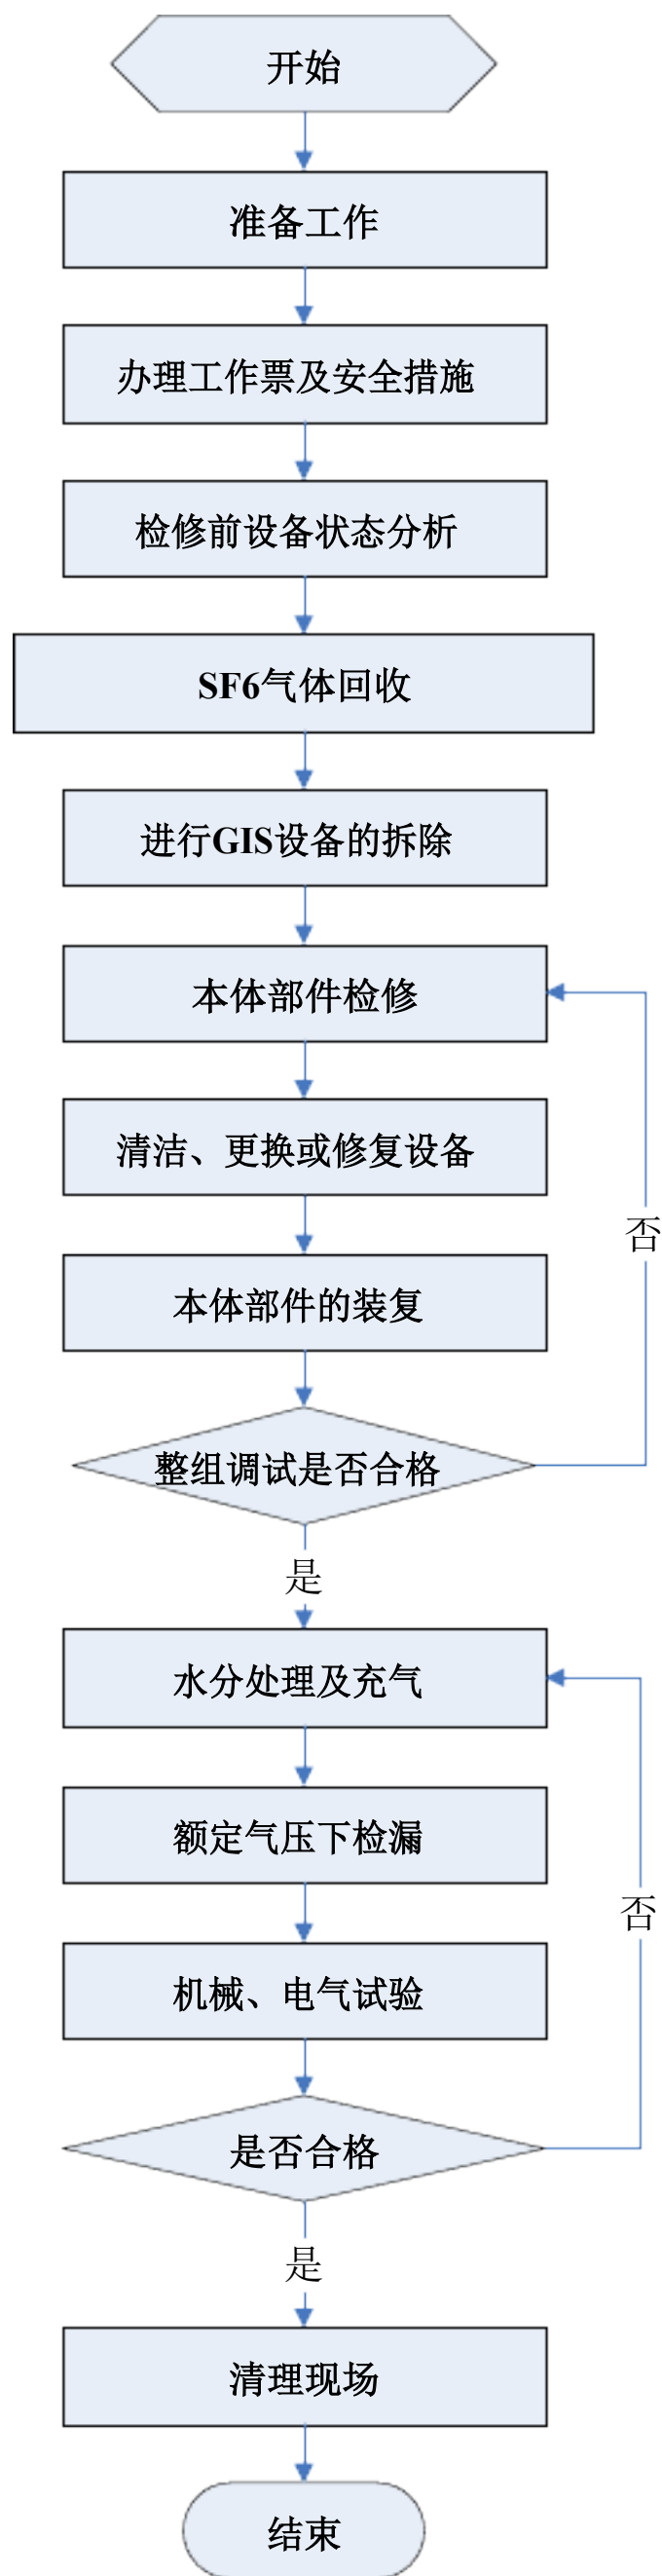 开始
准备工作
办理工作票及安全措施
检修前设备状态分析
SF6气体回收
进行GIS设备的拆除
本体部件检修
清洁、更换或修复设备
否
本体部件的装复
整组调试是否合格
是
水分处理及充气
额定气压下检漏
否
机械、电气试验
是否合格
是
清理现场
结束